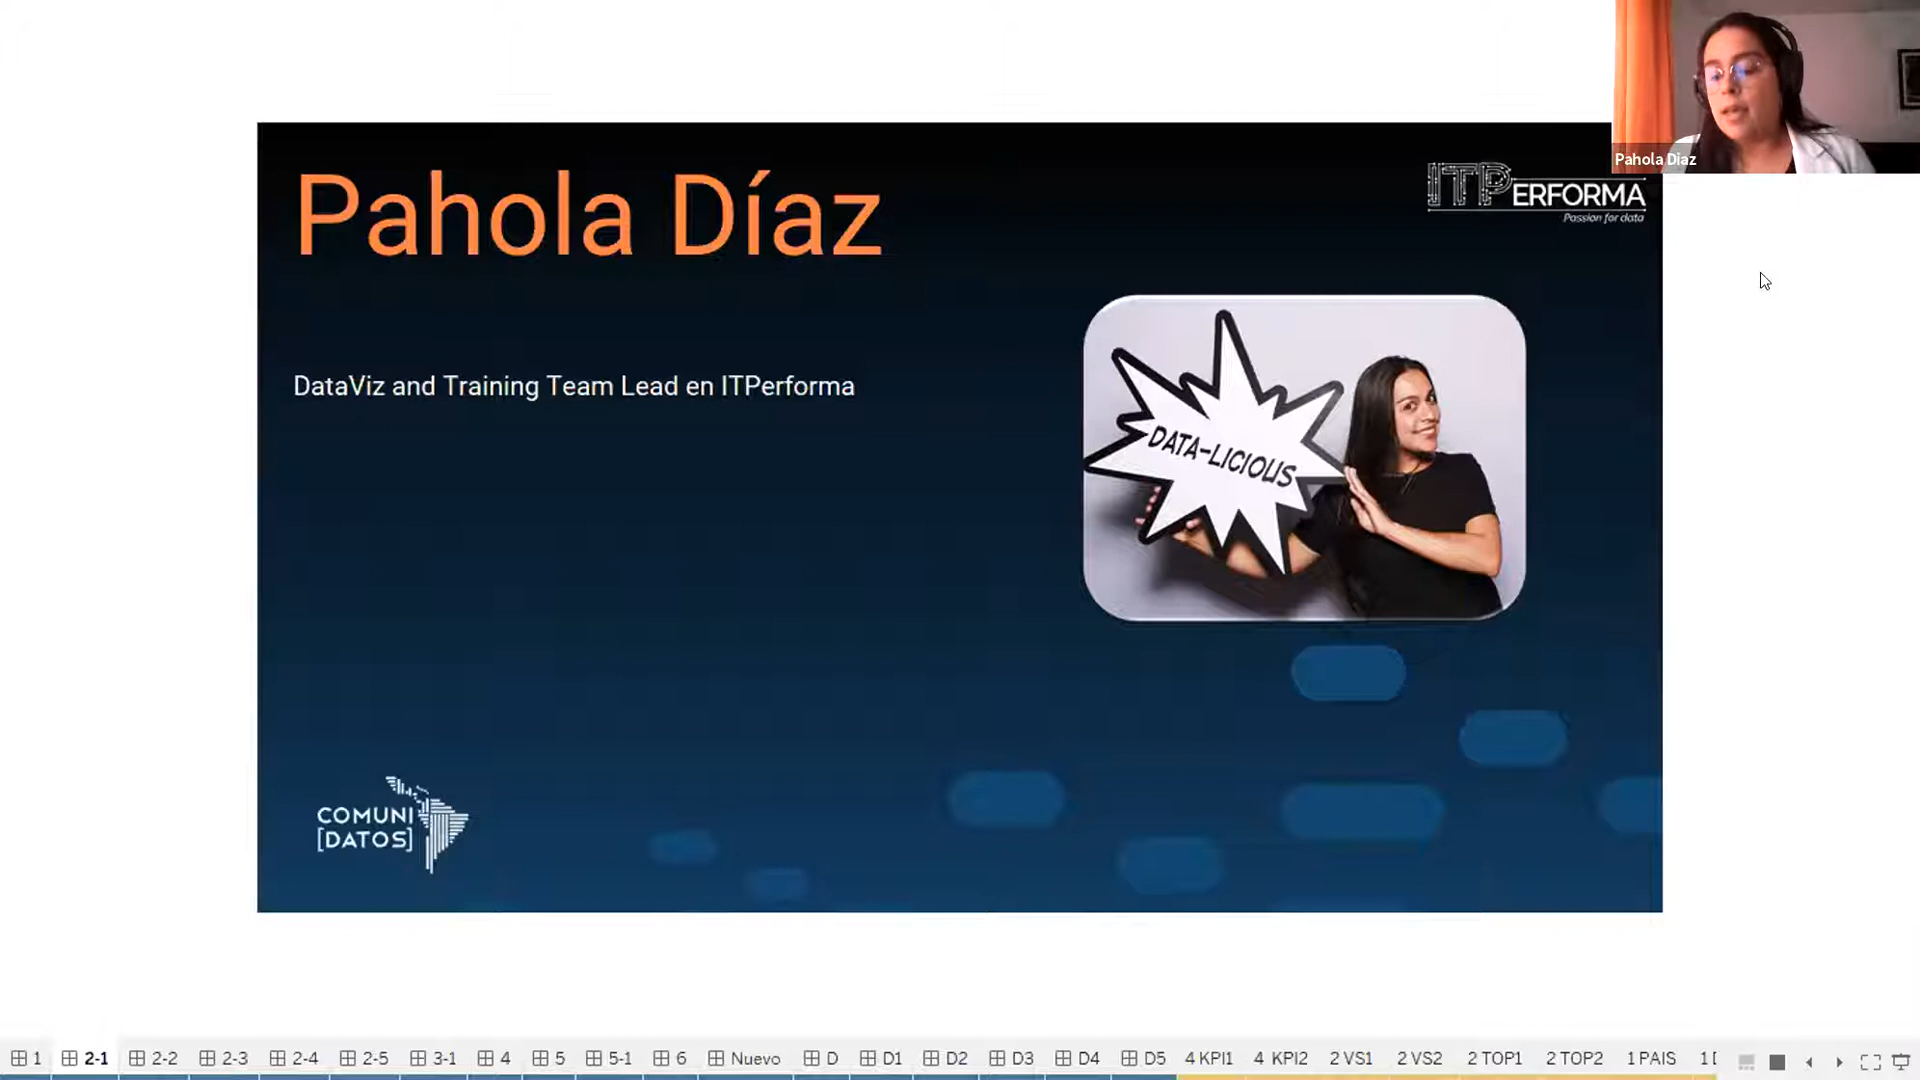 Pahola Diaz
Pahola Díaz
ITPERFORMA
Passion for data
DataViz and Training Team Lead en ITPerforma
DATA-LICIOUS
COMUNI
[DATOS]
1 2-1 2-2 2-3 2-4 2-5 3-1 4 5 5-1 6 Nuevo D D1 D2 D3 D4 D5 4 KPI1 4 KPI2 2 VS1 2 VS2 2 TOP1 2 TOP2 1 PAIS